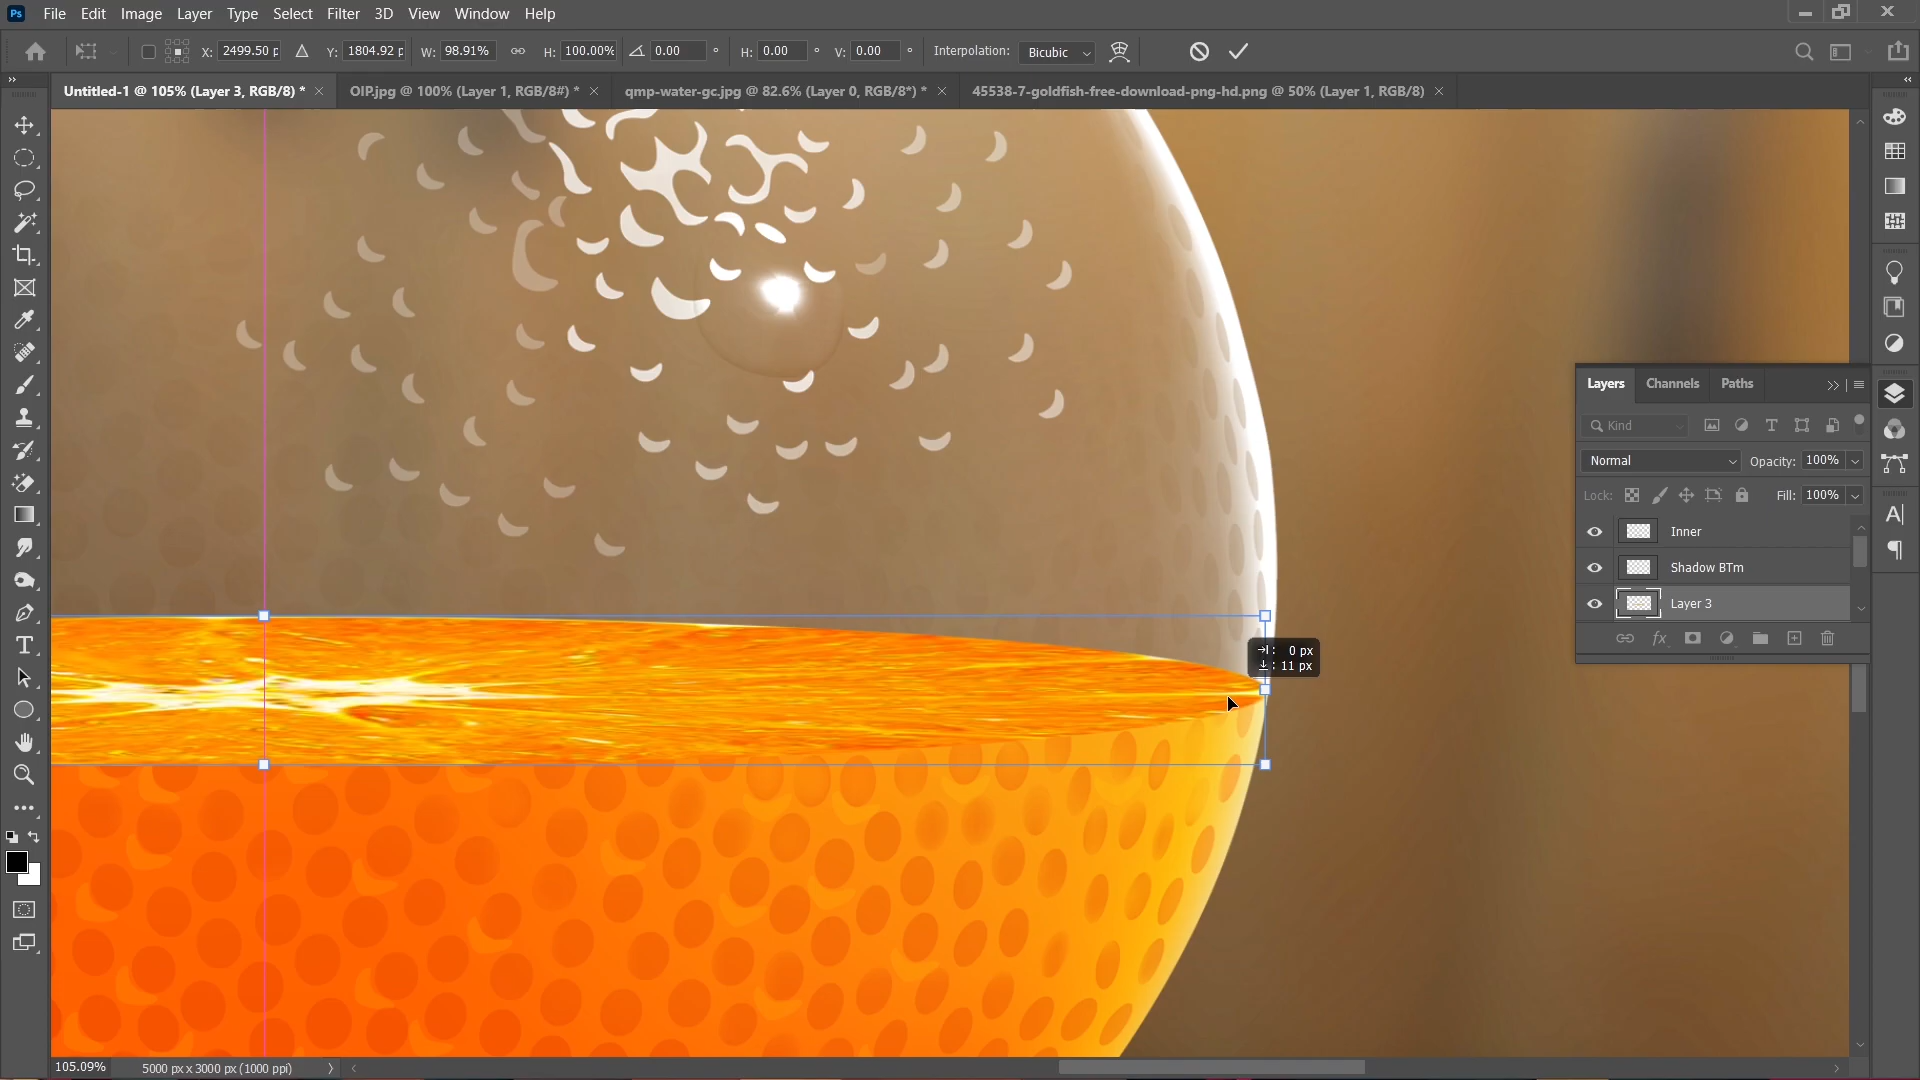 Ps File Edit Image Layer Type Select Filter 3D View Window Help
X: 2499.50 p Y: 1804.92 p W: 98.91% H: 100.00% 0.00 ° H: 0.00 ° V: 0.00 ° Interpolation: Bicubic
Untitled-1 @ 105% (Layer 3, RGB/8) * OIP.jpg @ 100% (Layer 1, RGB/8#) * qmp-water-gc.jpg @ 82.6% (Layer 0, RGB/8*) * 45538-7-goldfish-free-download-png-hd.png @ 50% (Layer 1, RGB/8)
Layers Channels Paths
Kind
Normal Opacity: 100%
Lock: Fill: 100%
Inner
Shadow BTm
Layer 3
: 0 px
: 11 px
105.09% 5000 px x 3000 px (1000 ppi)